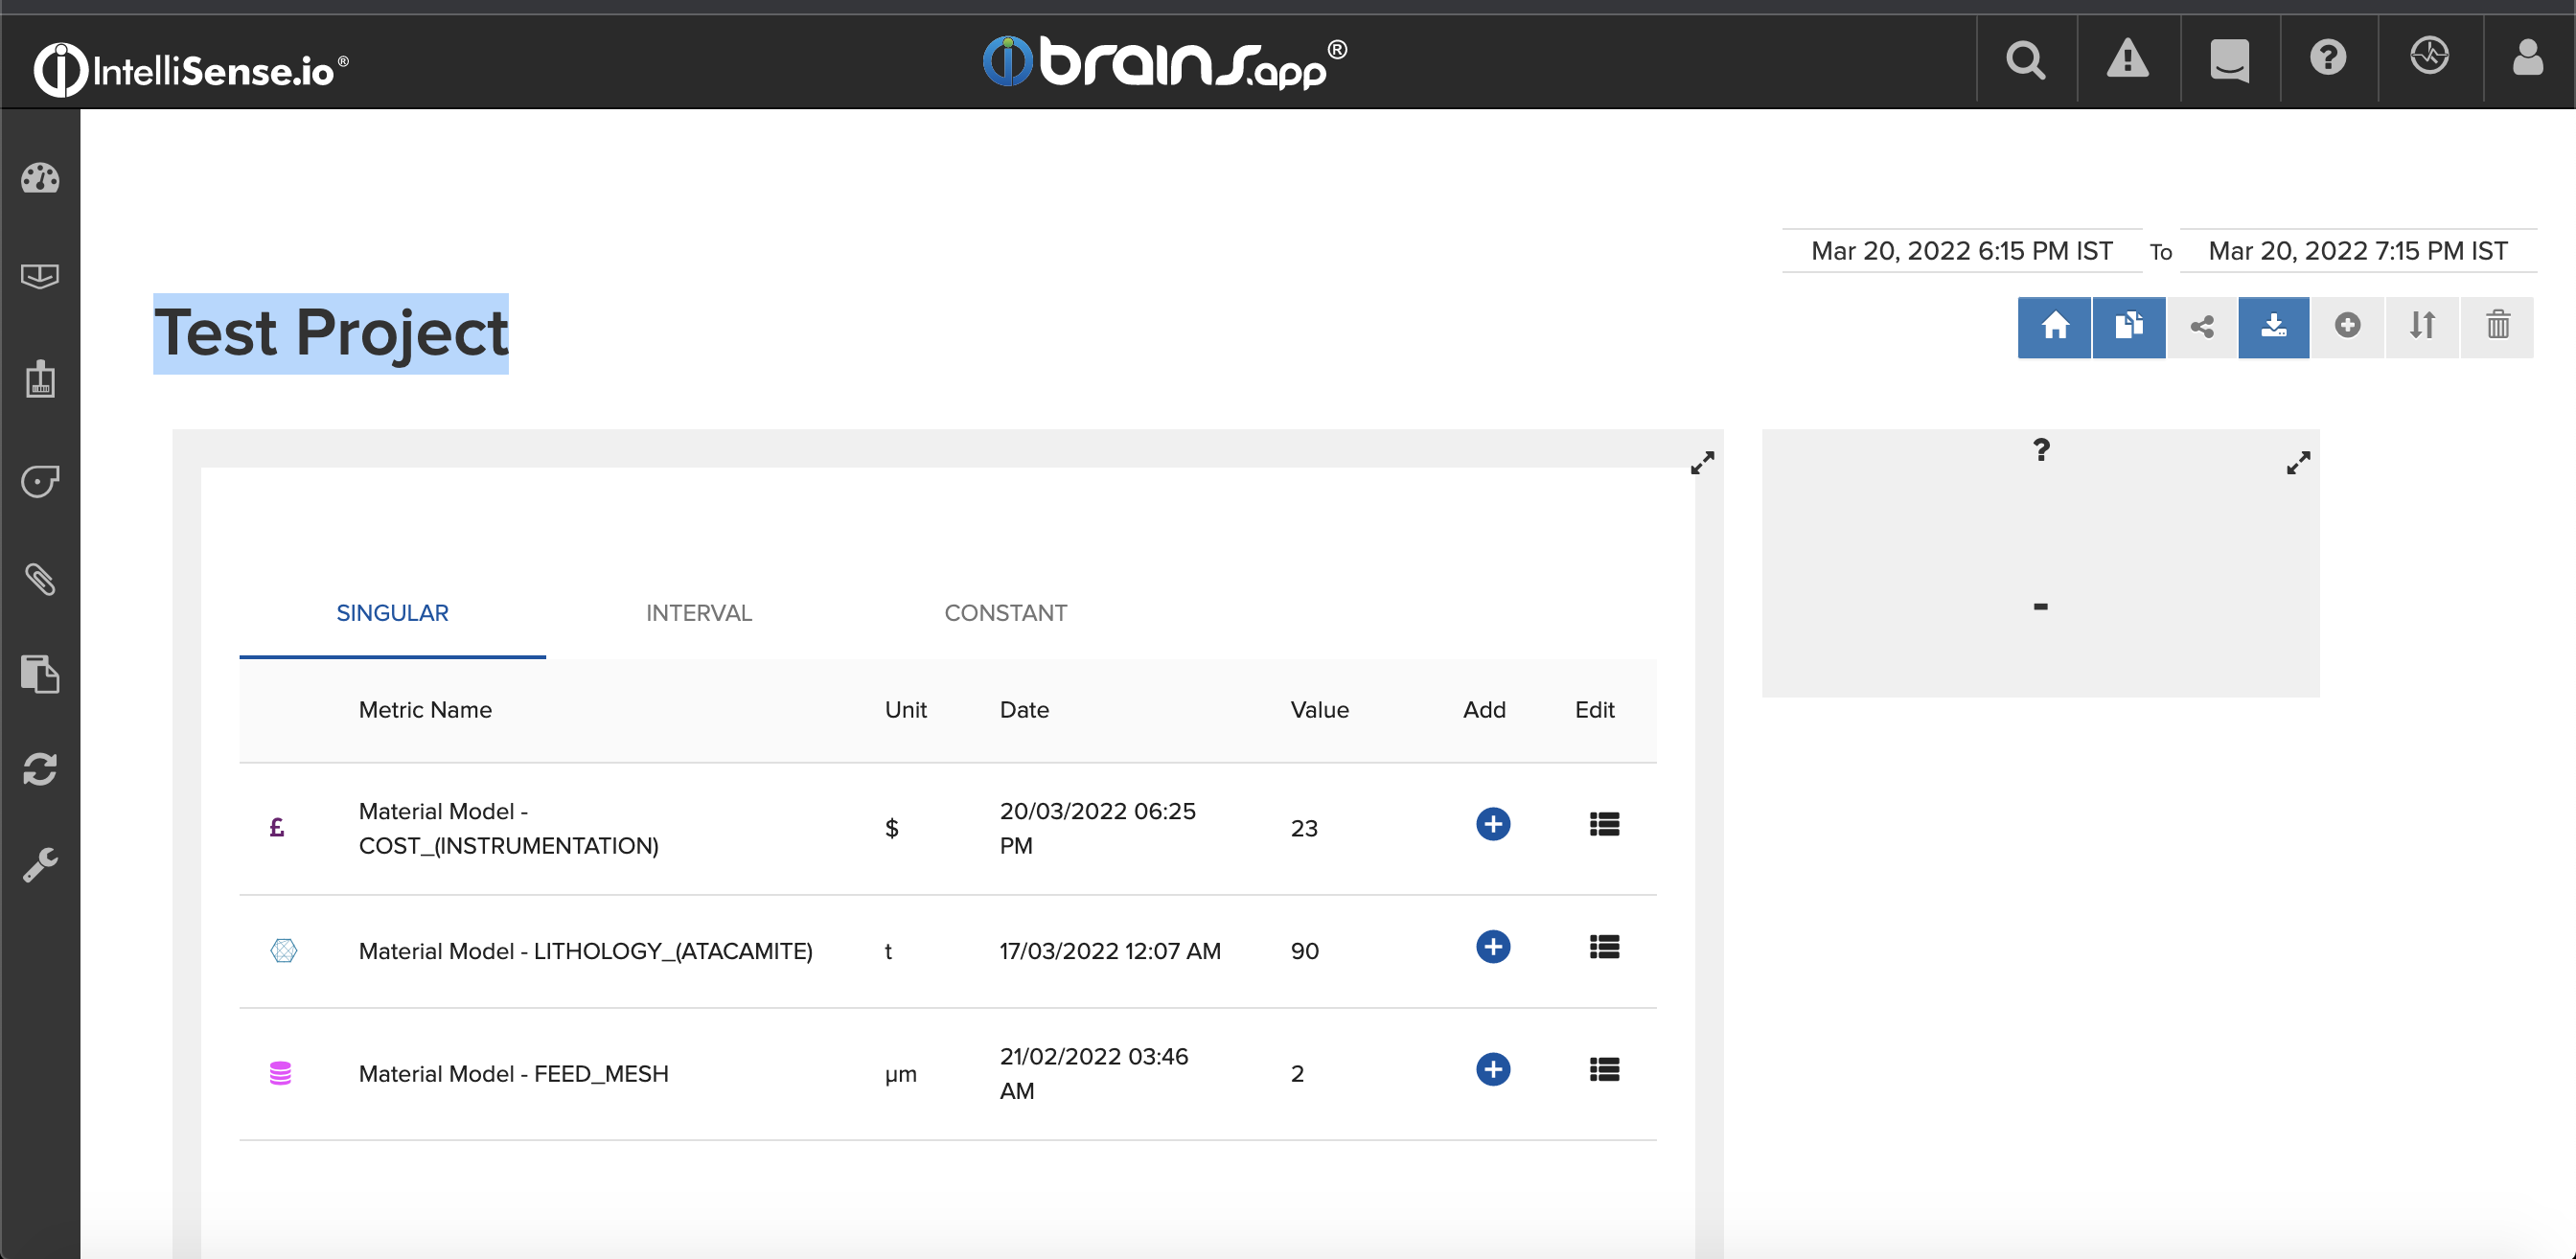 IntelliSense.io®
brains.app®
Mar 20, 2022 6:15 PM IST To Mar 20, 2022 7:15 PM IST
Test Project
?
-
SINGULAR INTERVAL CONSTANT
Metric Name Unit Date Value Add Edit
£ Material Model - COST_(INSTRUMENTATION) $ 20/03/2022 06:25 PM 23
Material Model - LITHOLOGY_(ATACAMITE) t 17/03/2022 12:07 AM 90
Material Model - FEED_MESH µm 21/02/2022 03:46 AM 2